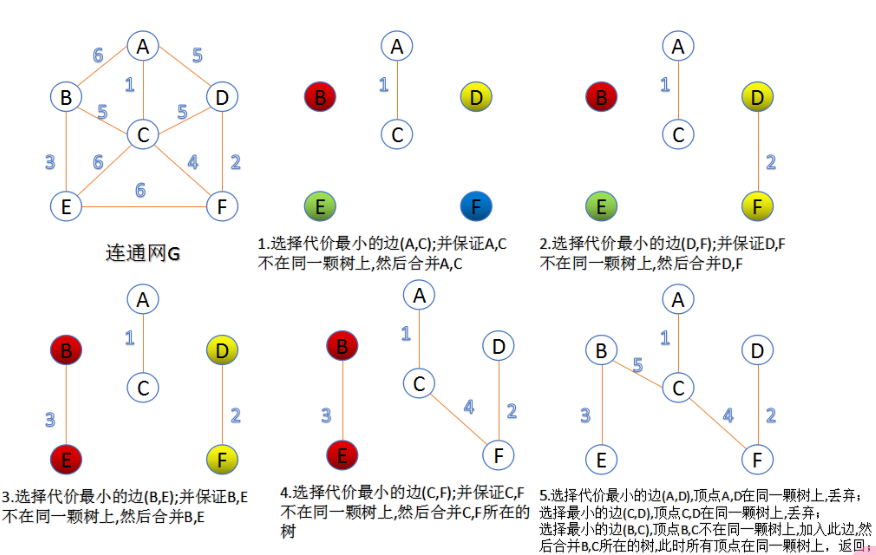 A
6
5
1
B
D
5
5
C
3
6
4
2
6
E
F
连通网G
A
1
B
D
C
E
F
1.选择代价最小的边(A,C);并保证A,C
不在同一颗树上,然后合并A,C
A
1
B
D
C
2
E
F
2.选择代价最小的边(D,F);并保证D,F
不在同一颗树上,然后合并D,F
A
1
B
D
C
3
2
E
F
3.选择代价最小的边(B,E);并保证B,E
不在同一颗树上,然后合并B,E
A
1
B
D
C
3
4
2
E
F
4.选择代价最小的边(C,F);并保证C,F
不在同一颗树上,然后合并C,F所在的
树
A
1
B
D
5
C
3
4
2
E
F
5.选择代价最小的边(A,D),顶点A,D在同一颗树上,丢弃;
选择最小的边(C,D),顶点C,D在同一颗树上,丢弃;
选择最小的边(B,C),顶点B,C不在同一颗树上,加入此边,然
后合并B,C所在的树,此时所有顶点在同一颗树上，返回;